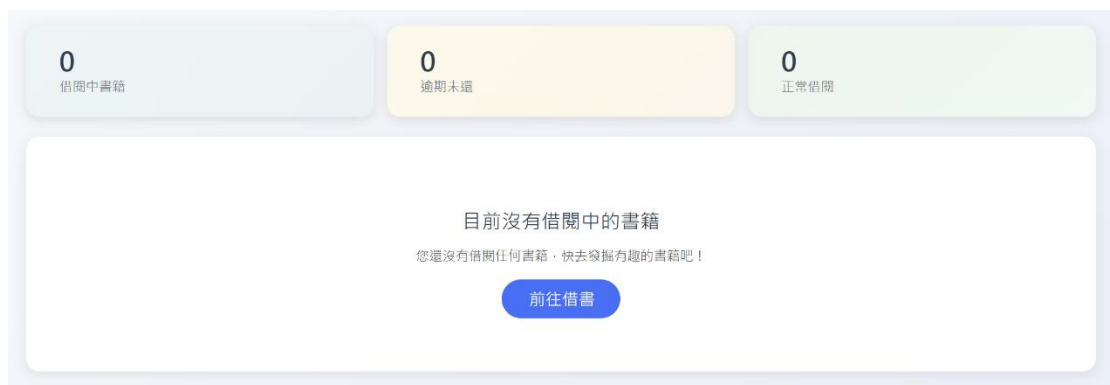 0
借閱中書籍
0
逾期未還
0
正常借閱
目前沒有借閱中的書籍
您還沒有借閱任何書籍，快去發掘有趣的書籍吧！
前往借書